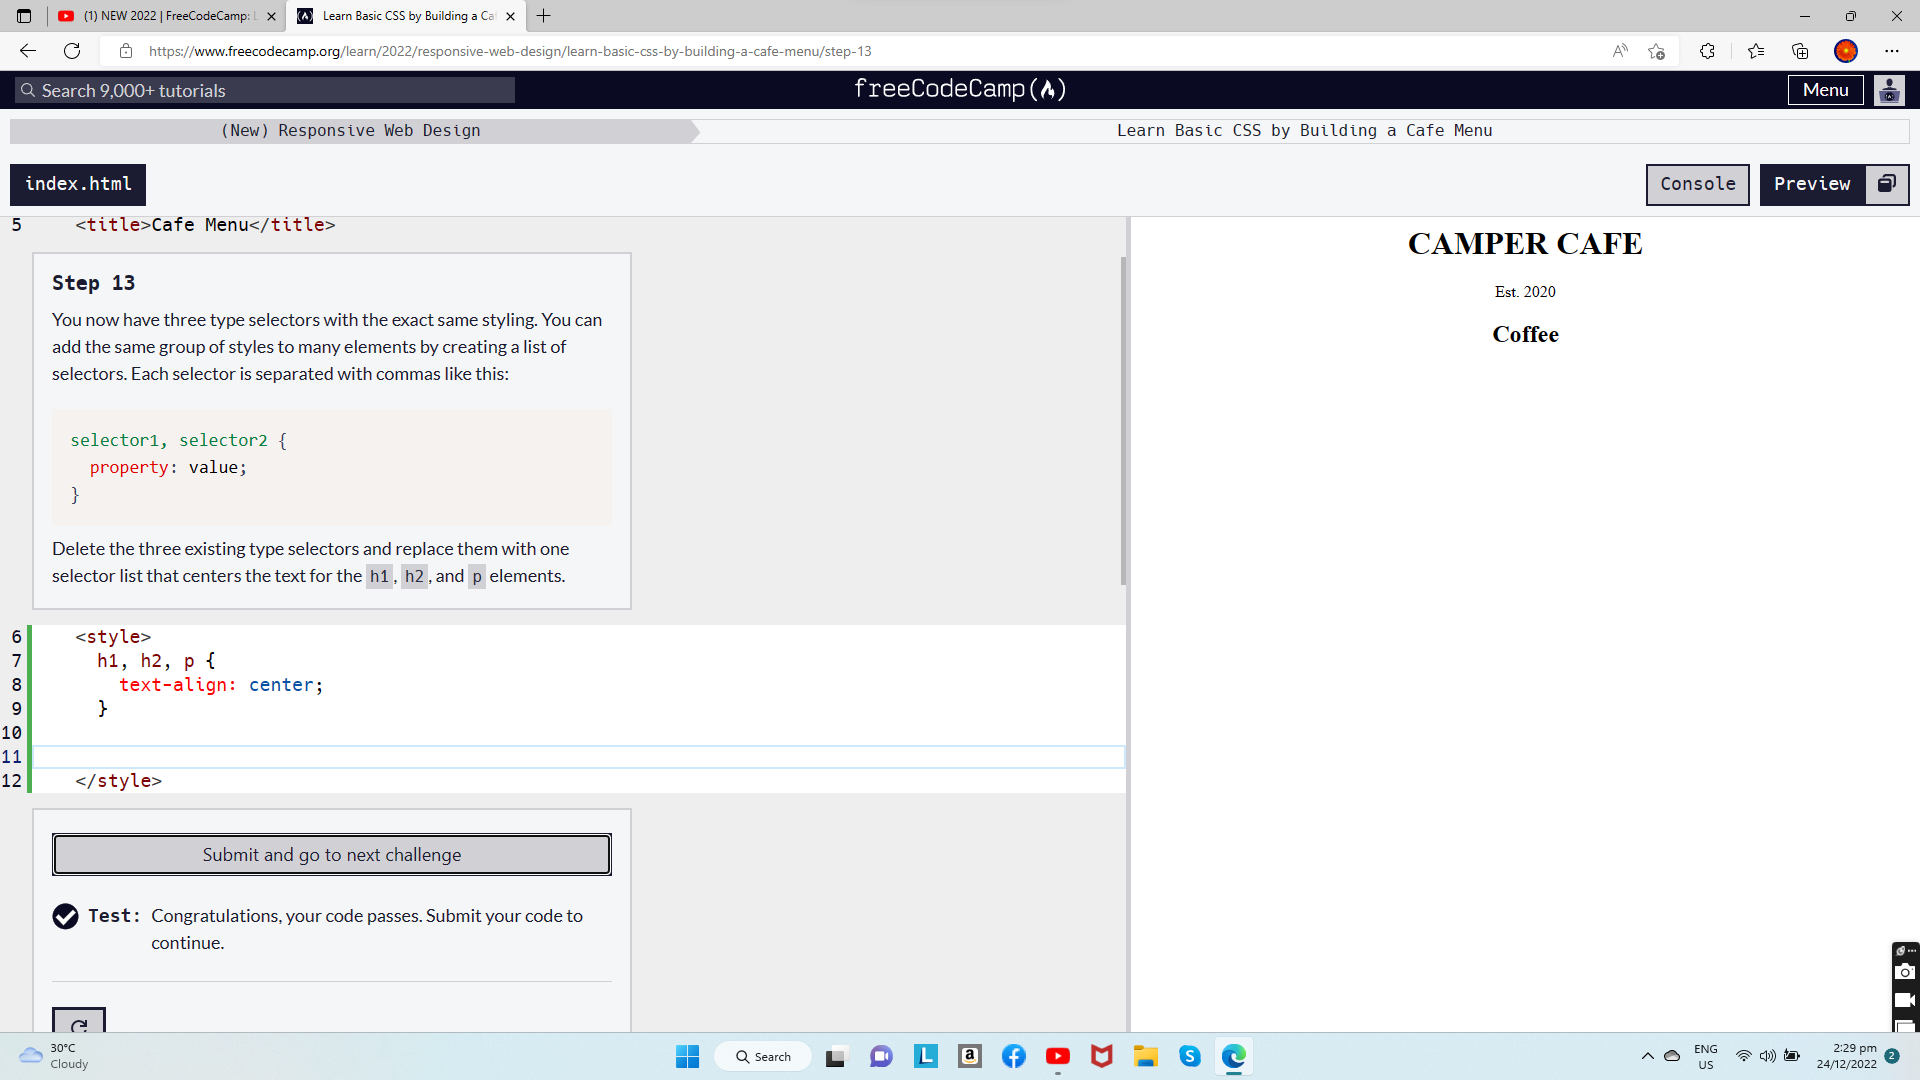 (1) NEW 2022 | FreeCodeCamp: L
Learn Basic CSS by Building a Caf
https://www.freecodecamp.org/learn/2022/responsive-web-design/learn-basic-css-by-building-a-cafe-menu/step-13
Search 9,000+ tutorials
freeCodeCamp
Menu
(New) Responsive Web Design
Learn Basic CSS by Building a Cafe Menu
index.html
Console
Preview
5 <title>Cafe Menu</title>
Step 13
You now have three type selectors with the exact same styling. You can
add the same group of styles to many elements by creating a list of
selectors. Each selector is separated with commas like this:
selector1, selector2 {
property: value;
}
Delete the three existing type selectors and replace them with one
selector list that centers the text for the h1, h2, and p elements.
6 <style>
7 h1, h2, p {
8 text-align: center;
9 }
10
11
12 </style>
Submit and go to next challenge
Test: Congratulations, your code passes. Submit your code to
continue.
CAMPER CAFE
Est. 2020
Coffee
30°C
Cloudy
Search
ENG
US
2:29 pm
24/12/2022
2